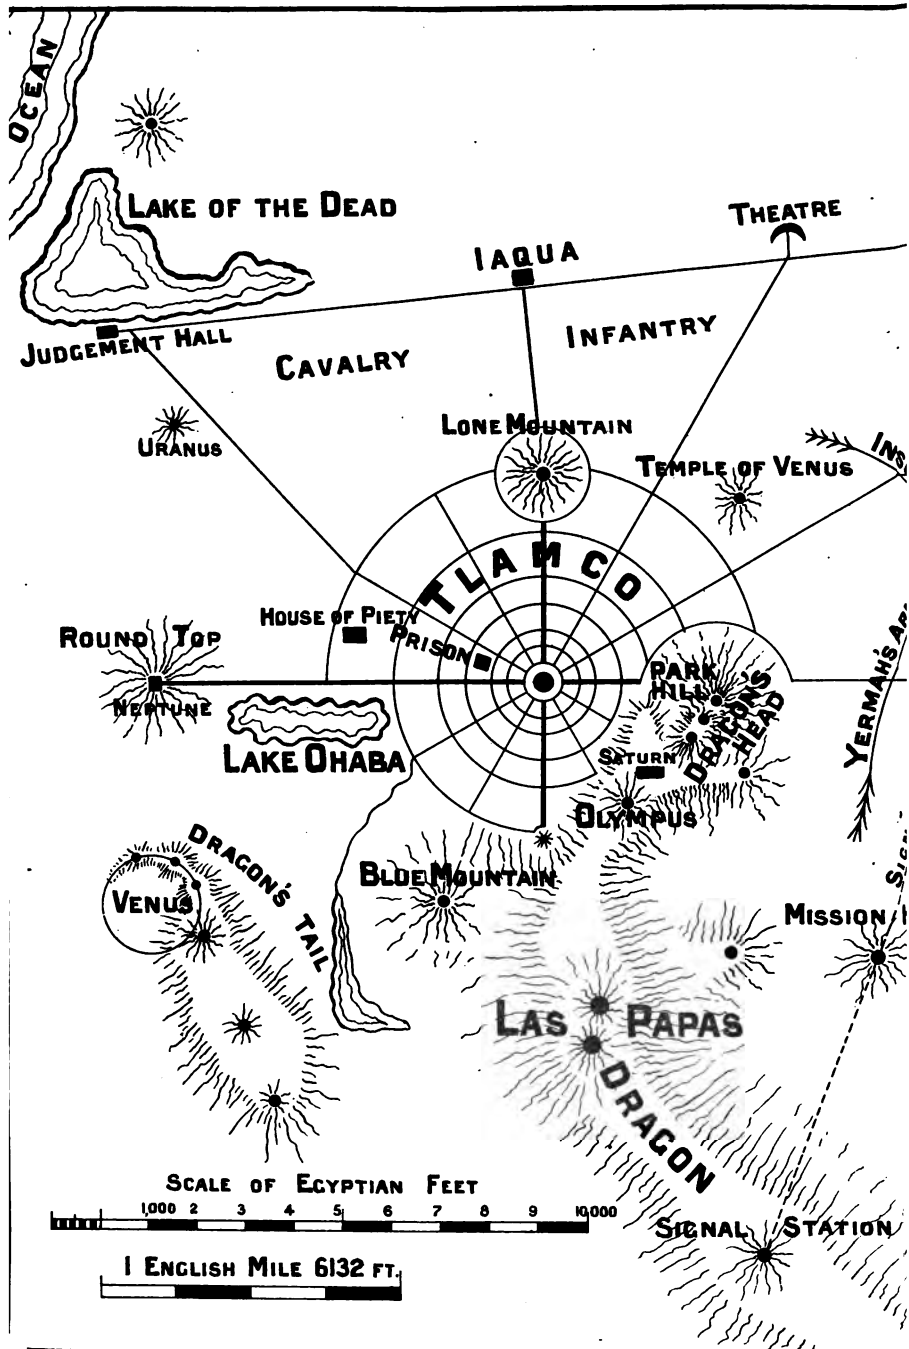 OCEAN
LAKE OF THE DEAD
THEATRE
IAQUA
INFANTRY
JUDGEMENT HALL
CAVALRY
LONE MOUNTAIN
URANUS
TEMPLE OF VENUS
TLAMCO
HOUSE OF PIETY
PRISON
ROUND TOP
NEPTUNE
PARK
HILL
DRAGON'S
HEAD
YERMAH'S
LAKE OHABA
SATURN
OLYMPUS
DRAGON'S TAIL
BLUE MOUNTAIN
VENUS
MISSION
LAS PAPAS
DRAGON
SCALE OF EGYPTIAN FEET
1,000 2 3 4 5 6 7 8 9 10,000
SIGNAL STATION
1 ENGLISH MILE 6132 FT.